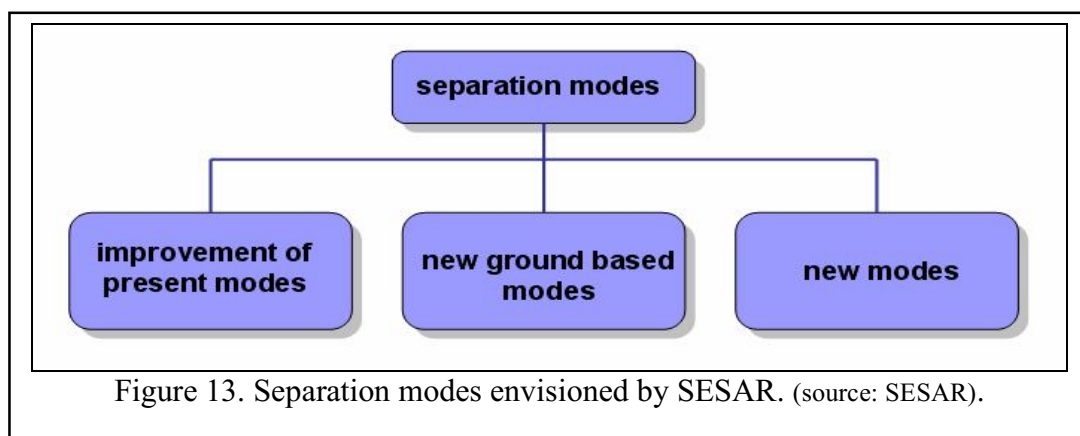 separation modes
improvement of
present modes
new ground based
modes
new modes
Figure 13. Separation modes envisioned by SESAR. (source: SESAR).